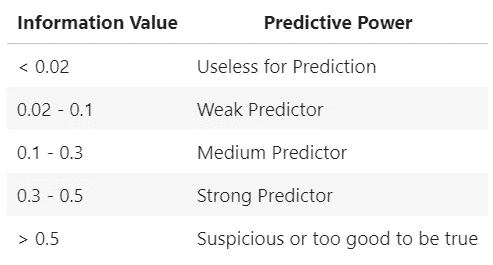 Information Value Predictive Power
< 0.02 Useless for Prediction
0.02 - 0.1 Weak Predictor
0.1 - 0.3 Medium Predictor
0.3 - 0.5 Strong Predictor
> 0.5 Suspicious or too good to be true